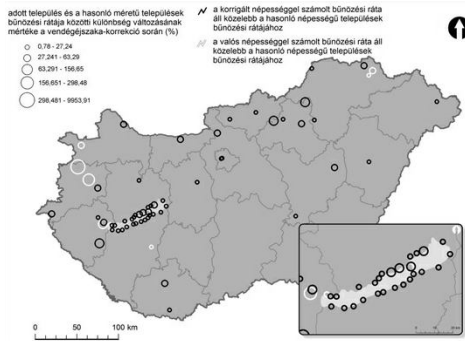 adott település és a hasonló méretű települések
bűnözési rátája közötti különbség változásának
mértéke a vendégéjszaka-korrekció során (%)
0,78 - 27,24
27,241 - 63,29
63,291 - 156,65
156,651 - 298,48
298,481 - 9953,91
a korrigált népességgel számolt bűnözési ráta áll
közelebb a hasonló népességű települések
bűnözési rátájához
a valós népességgel számolt bűnözési ráta áll
közelebb a hasonló népességű települések
bűnözési rátájához
0 50 100 km